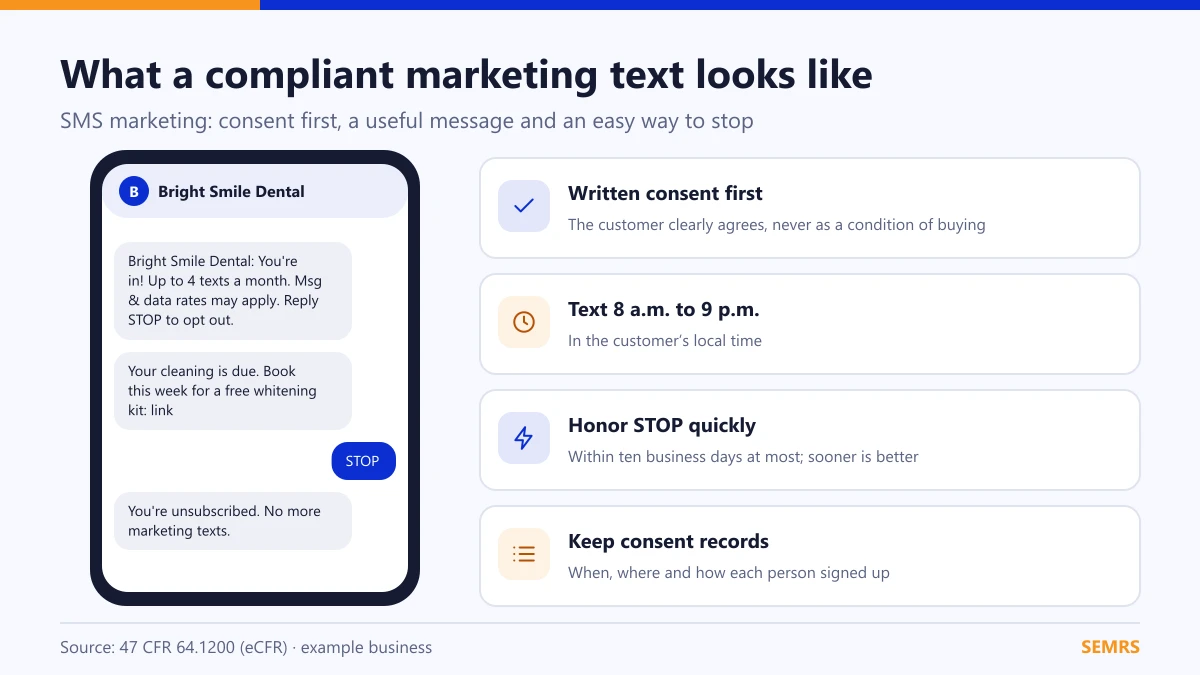 What a compliant marketing text looks like
SMS marketing: consent first, a useful message and an easy way to stop
B
Bright Smile Dental
Bright Smile Dental: You're
in! Up to 4 texts a month. Msg
& data rates may apply. Reply
STOP to opt out.
Your cleaning is due. Book
this week for a free whitening
kit: link
STOP
You're unsubscribed. No more
marketing texts.
Written consent first
The customer clearly agrees, never as a condition of buying
Text 8 a.m. to 9 p.m.
In the customer’s local time
Honor STOP quickly
Within ten business days at most; sooner is better
Keep consent records
When, where and how each person signed up
Source: 47 CFR 64.1200 (eCFR) · example business
SEMRS